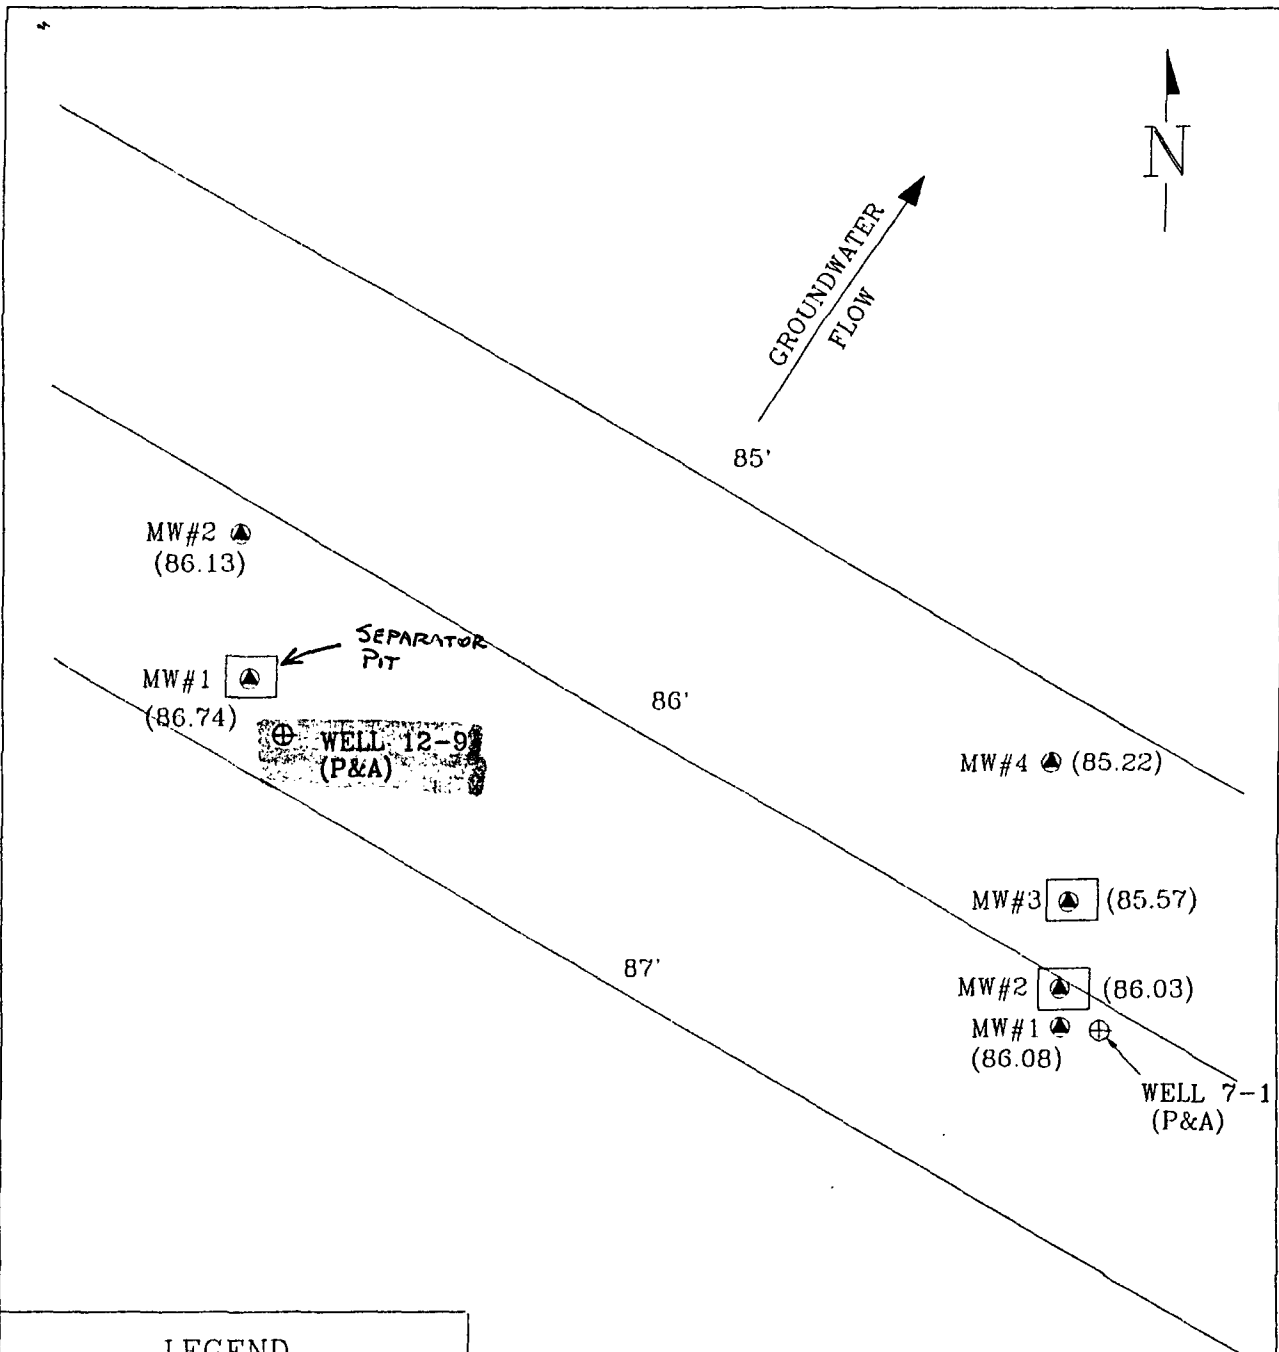 N
GROUNDWATER
FLOW
85'
MW#2
(86.13)
SEPARATOR
PIT
MW#1
(86.74)
WELL 12-9
(P&A)
86'
MW#4 (85.22)
MW#3 (85.57)
87'
MW#2 (86.03)
MW#1
(86.08)
WELL 7-1
(P&A)
LEGEND